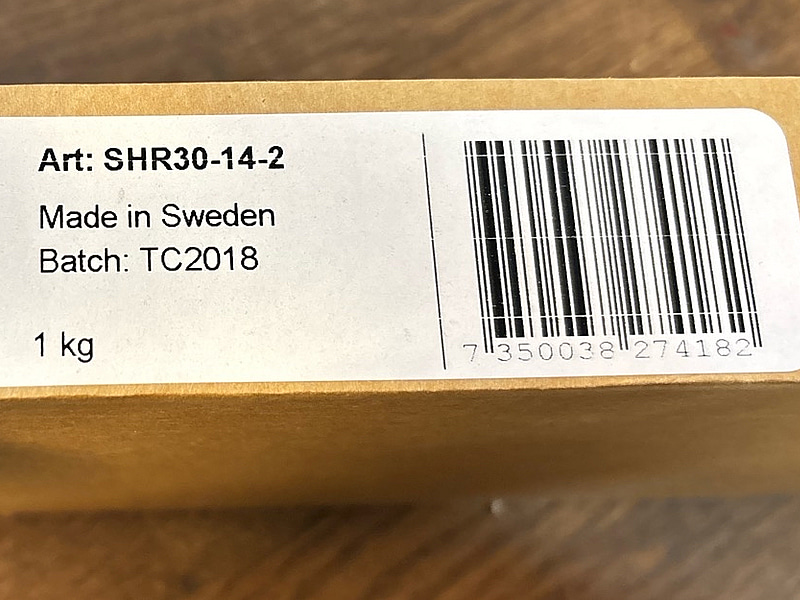 Art: SHR30-14-2
Made in Sweden
Batch: TC2018
1 kg
7 350038 274182